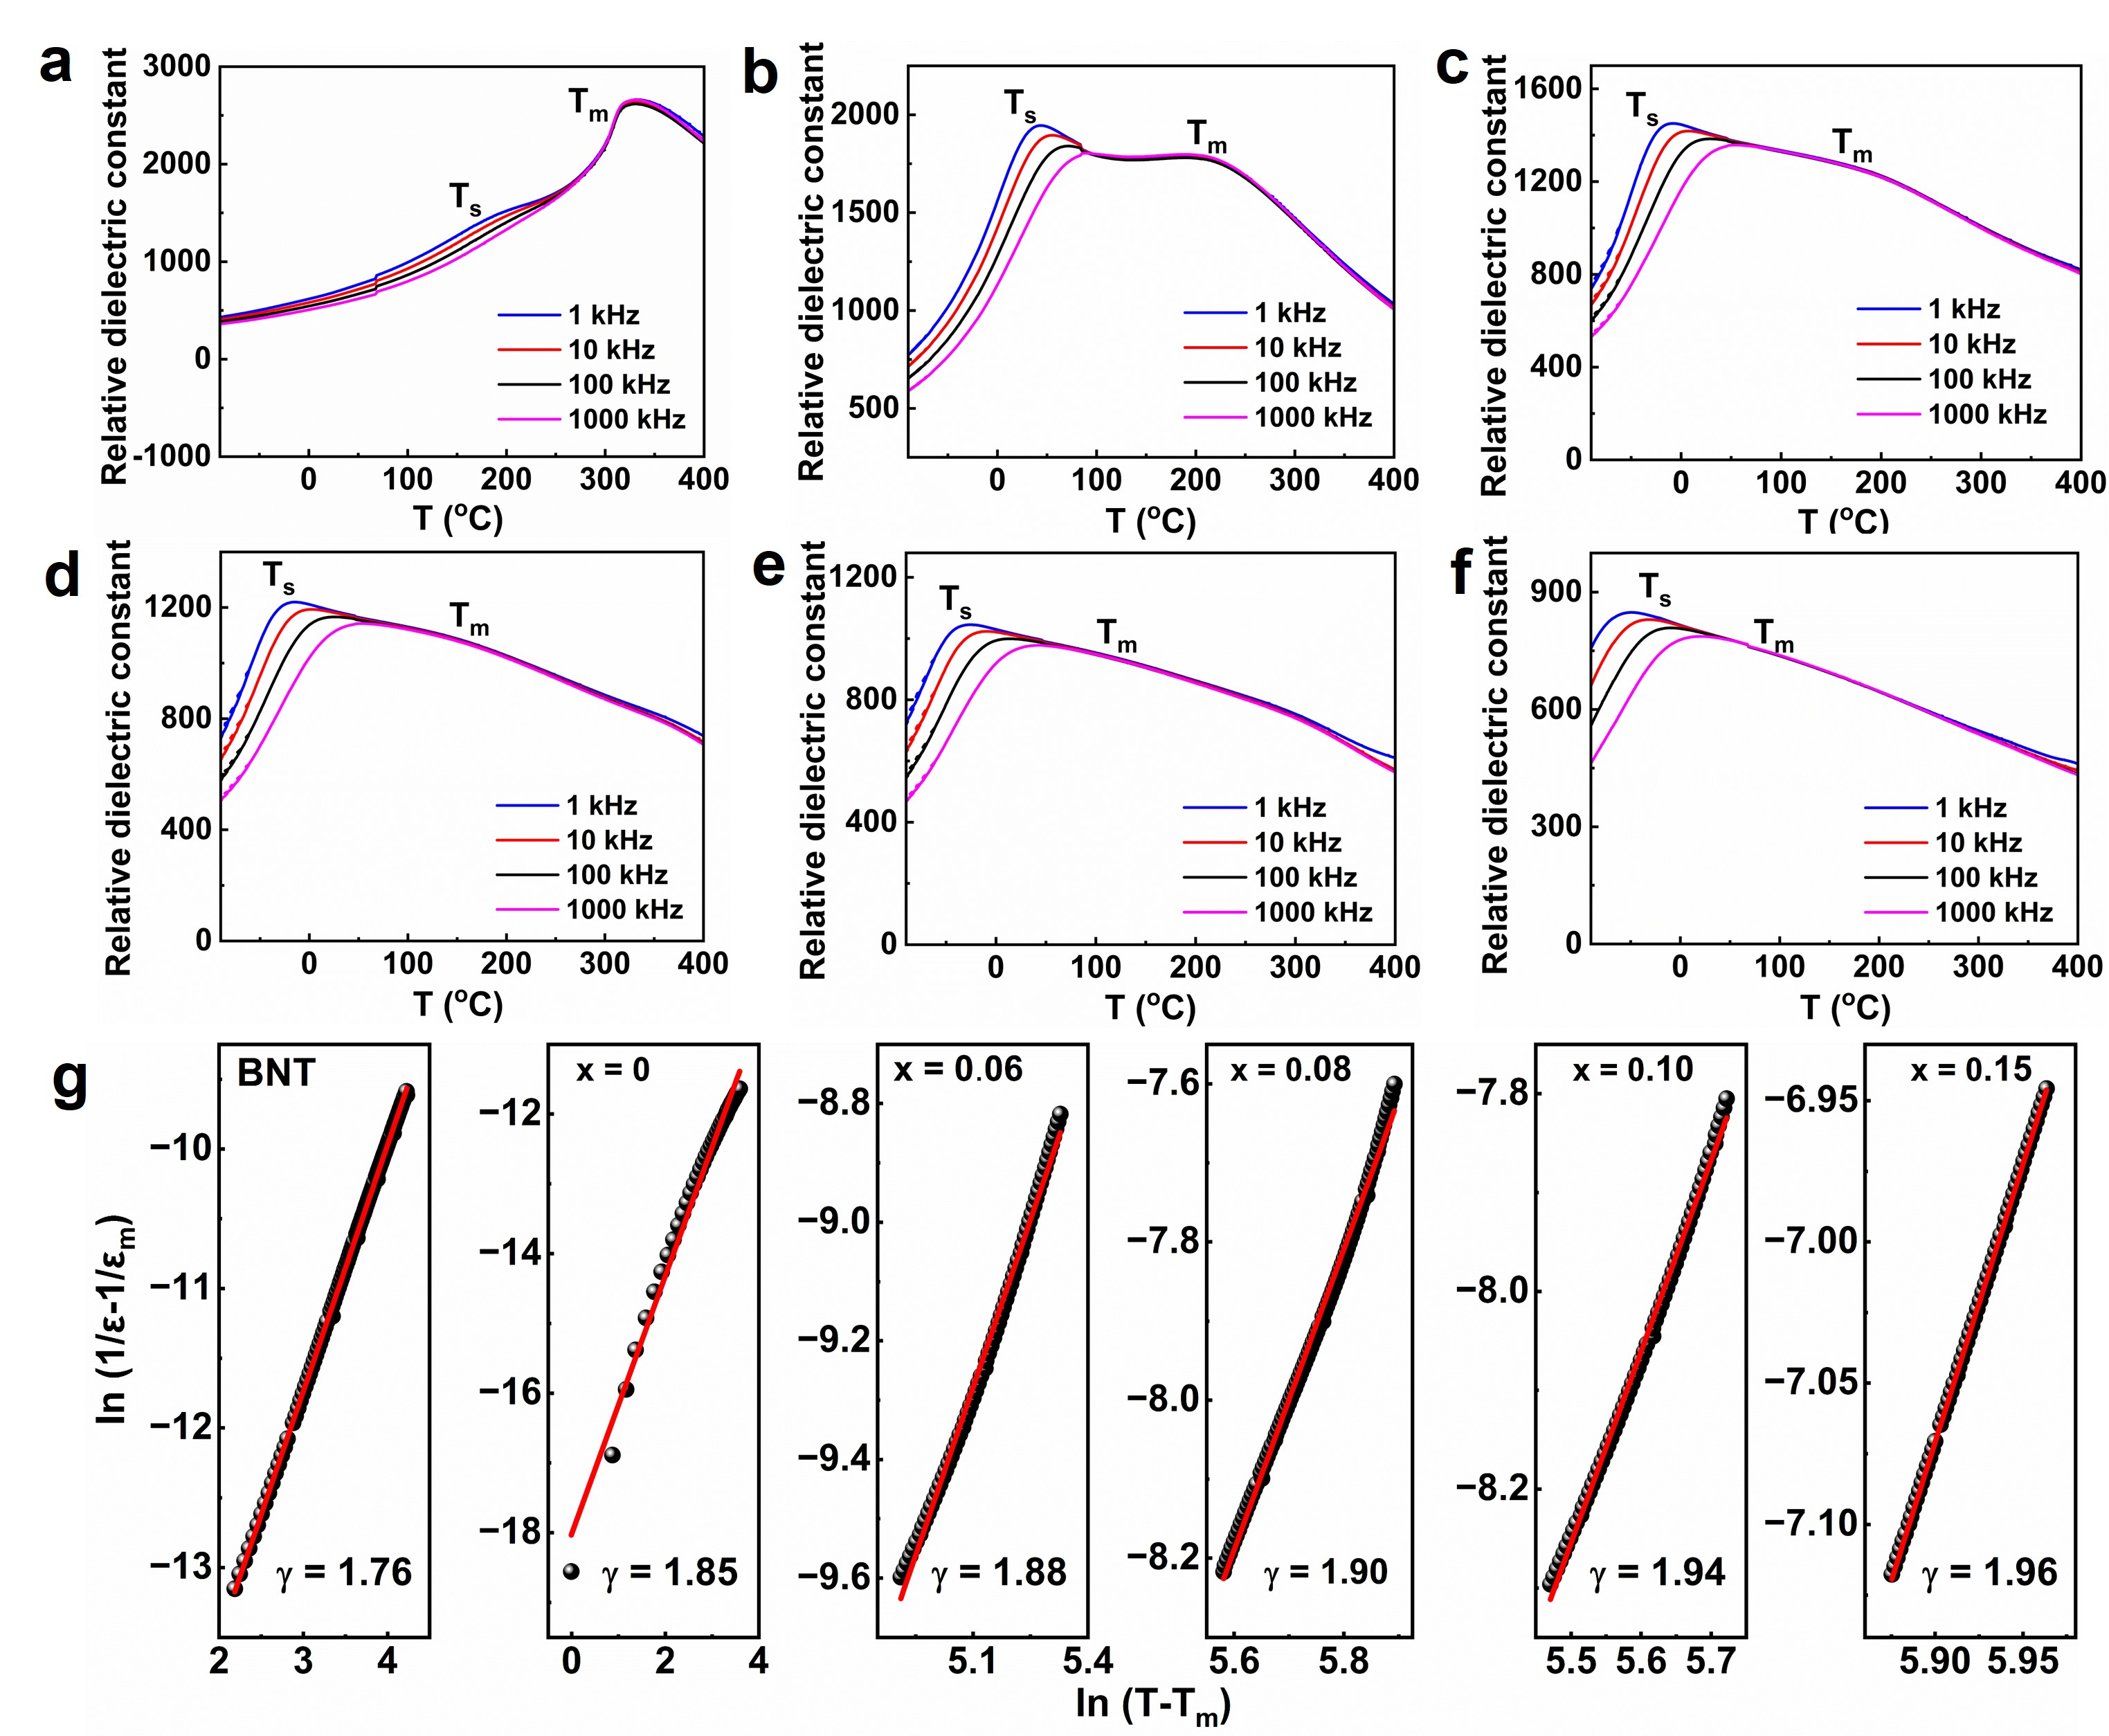 a
Relative dielectric constant
3000
2000
1000
0
-1000
Tm
Ts
1 kHz
10 kHz
100 kHz
1000 kHz
0 100 200 300 400
T (°C)
b
Relative dielectric constant
2000
1500
1000
500
Ts
Tm
1 kHz
10 kHz
100 kHz
1000 kHz
0 100 200 300 400
T (°C)
c
Relative dielectric constant
1600
1200
800
400
0
Ts
Tm
1 kHz
10 kHz
100 kHz
1000 kHz
0 100 200 300 400
T (°C)
d
Relative dielectric constant
1200
800
400
0
Ts
Tm
1 kHz
10 kHz
100 kHz
1000 kHz
0 100 200 300 400
T (°C)
e
Relative dielectric constant
1200
800
400
0
Ts
Tm
1 kHz
10 kHz
100 kHz
1000 kHz
0 100 200 300 400
T (°C)
f
Relative dielectric constant
900
600
300
0
Ts
Tm
1 kHz
10 kHz
100 kHz
1000 kHz
0 100 200 300 400
T (°C)
g
ln (1/ε-1/εm)
BNT
−10
−11
−12
−13
γ = 1.76
2 3 4
x = 0
−12
−14
−16
−18
γ = 1.85
0 2 4
x = 0.06
−8.8
−9.0
−9.2
−9.4
−9.6
γ = 1.88
5.1 5.4
x = 0.08
−7.6
−7.8
−8.0
−8.2
γ = 1.90
5.6 5.8
x = 0.10
−7.8
−8.0
−8.2
γ = 1.94
5.5 5.6 5.7
x = 0.15
−6.95
−7.00
−7.05
−7.10
γ = 1.96
5.90 5.95
ln (T-Tm)